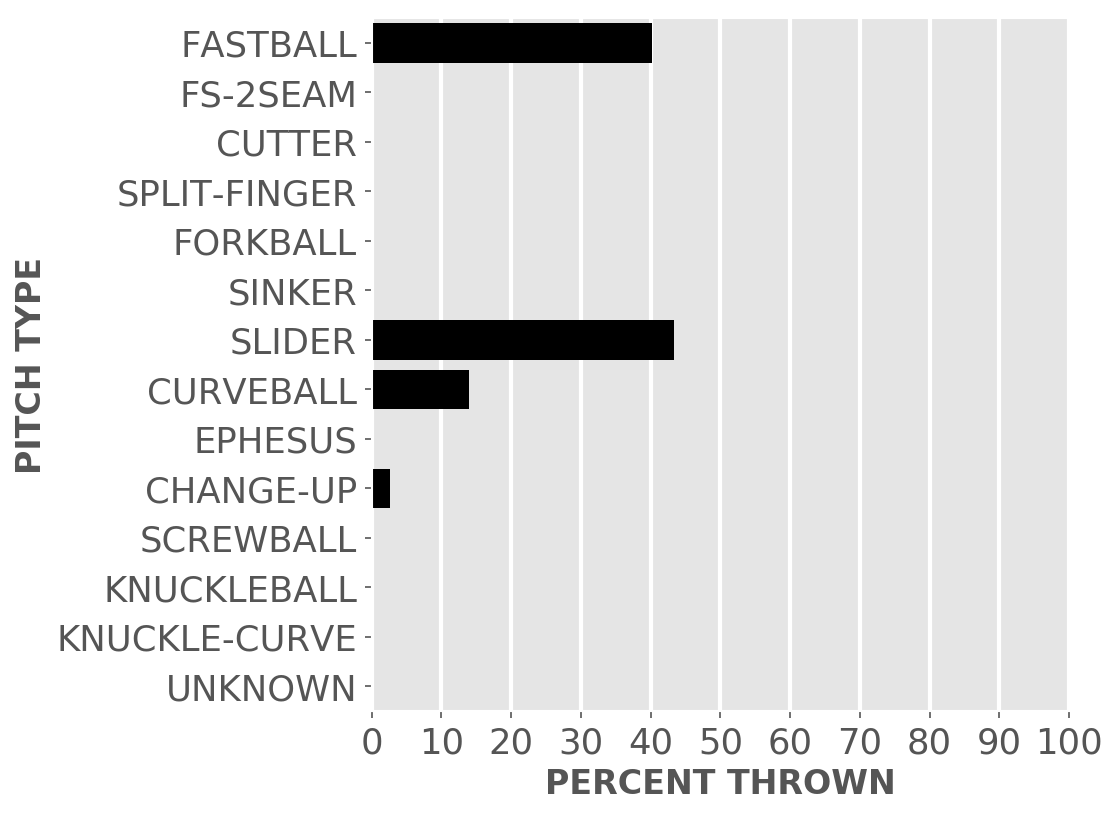 FASTBALL
FS-2SEAM
CUTTER
SPLIT-FINGER
FORKBALL
SINKER
SLIDER
CURVEBALL
EPHESUS
CHANGE-UP
SCREWBALL
KNUCKLEBALL
KNUCKLE-CURVE
UNKNOWN
PITCH TYPE
0 10 20 30 40 50 60 70 80 90 100
PERCENT THROWN